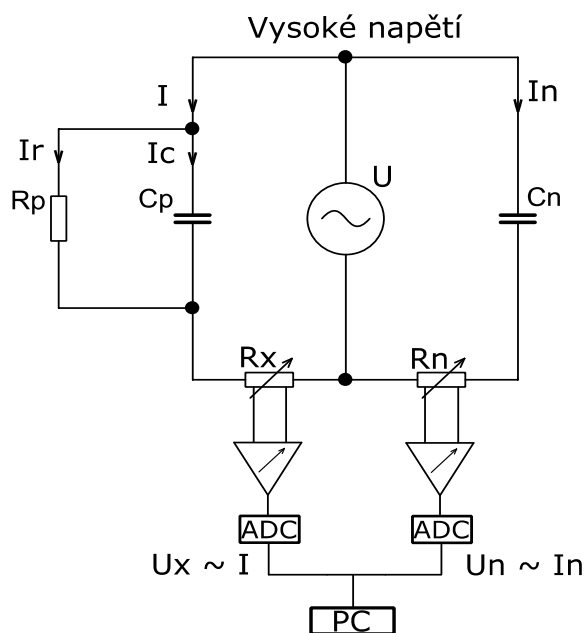 Vysoké napětí
I
In
Ir
Ic
Rp
Cp
U
Cn
Rx
Rn
ADC
ADC
Ux ~ I
Un ~ In
PC